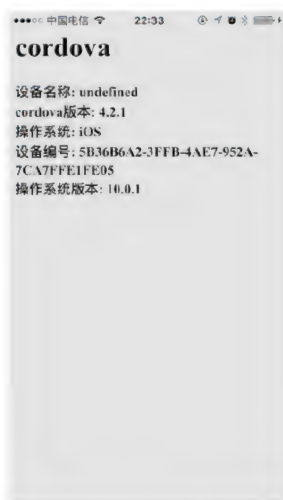 中国电信 22:33
cordova
设备名称: undefined
cordova版本: 4.2.1
操作系统: iOS
设备编号: 5B36B6A2-3FFB-4AE7-952A-
7CA7FFE1FE05
操作系统版本: 10.0.1